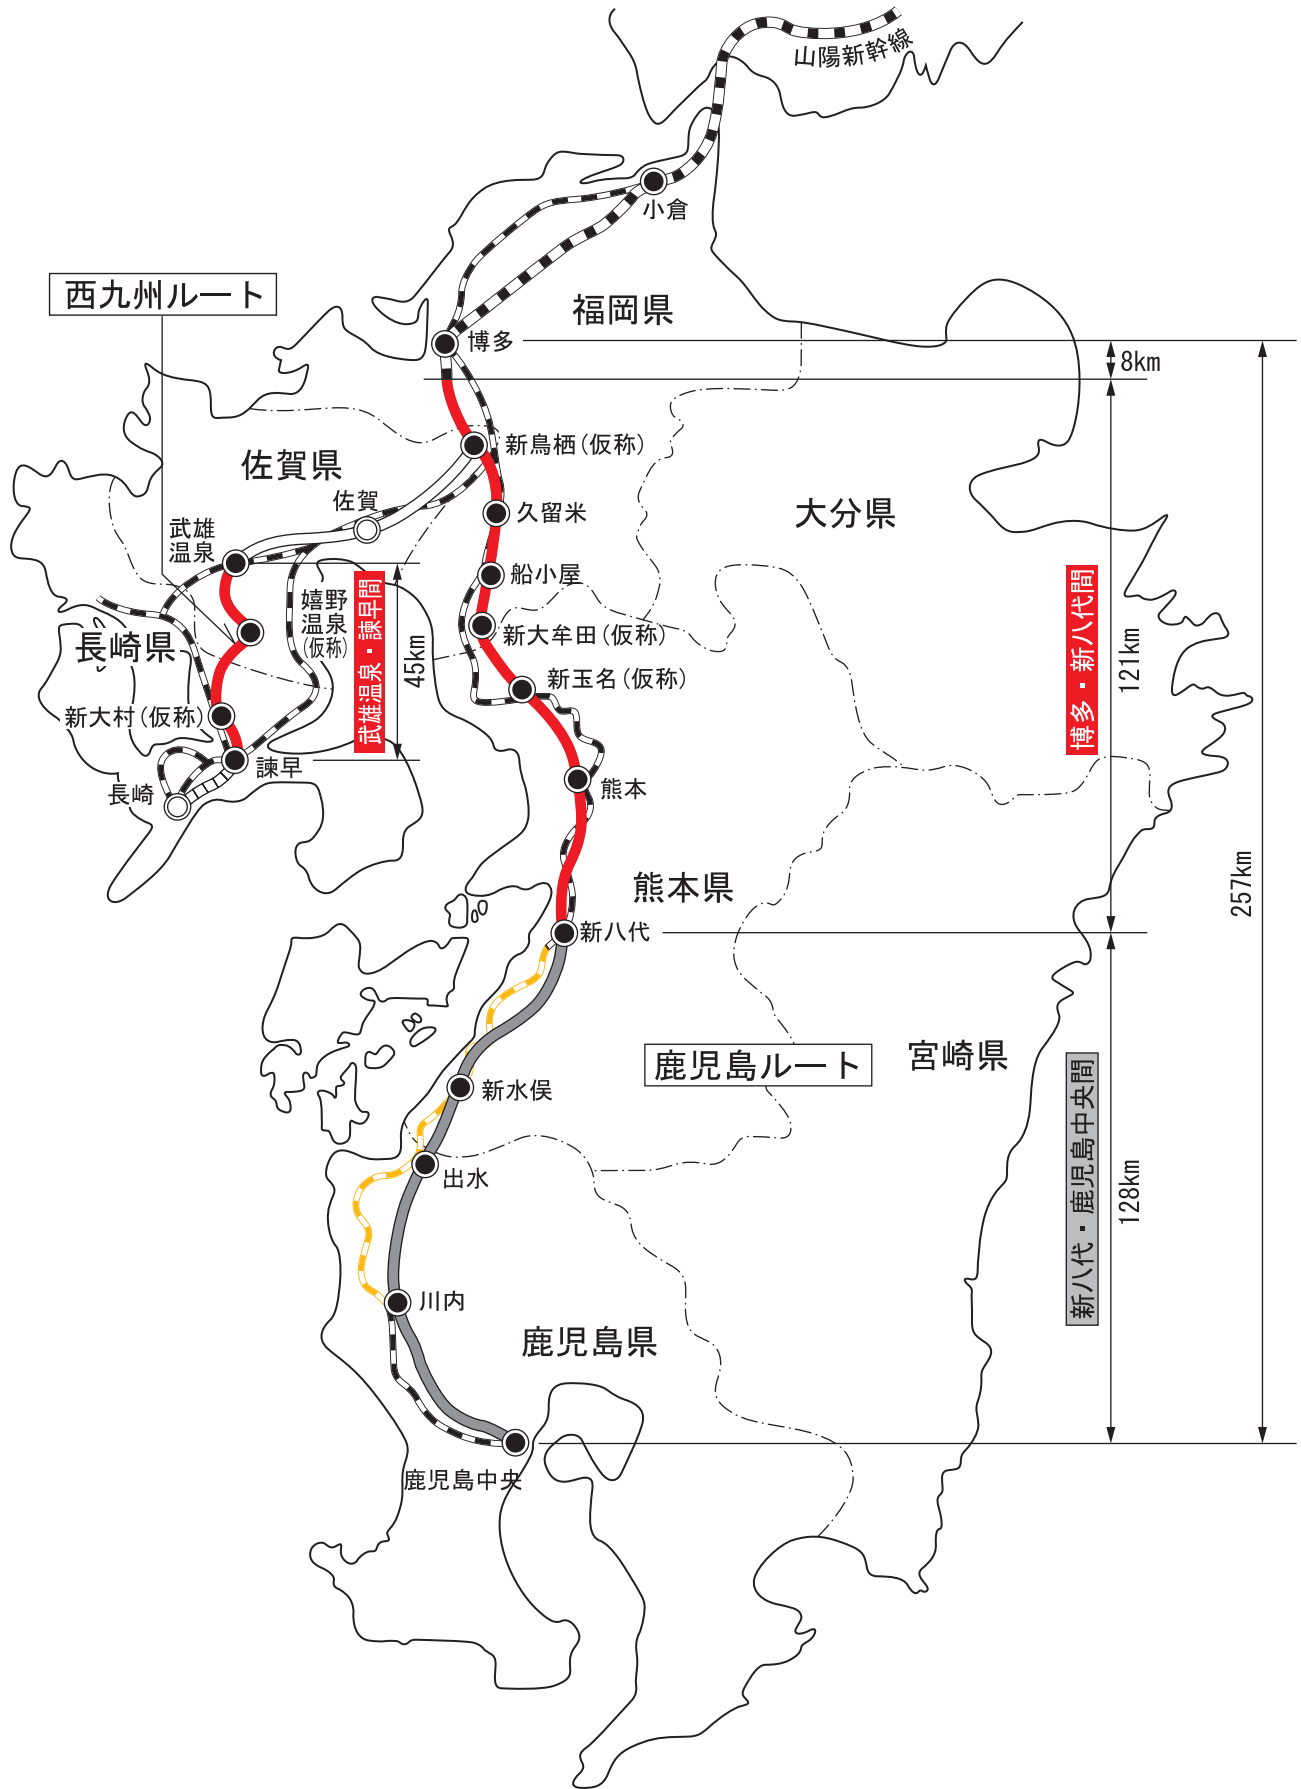 山陽新幹線
小倉
西九州ルート
福岡県
博多
8km
新鳥栖(仮称)
佐賀県
佐賀
久留米
大分県
武雄
温泉
船小屋
嬉野
温泉
(仮称)
武雄温泉・諫早間
45km
新大牟田(仮称)
長崎県
博多・新八代間
121km
新玉名(仮称)
新大村(仮称)
諫早
長崎
熊本
熊本県
257km
新八代
鹿児島ルート
宮崎県
新水俣
新八代・鹿児島中央間
128km
出水
川内
鹿児島県
鹿児島中央